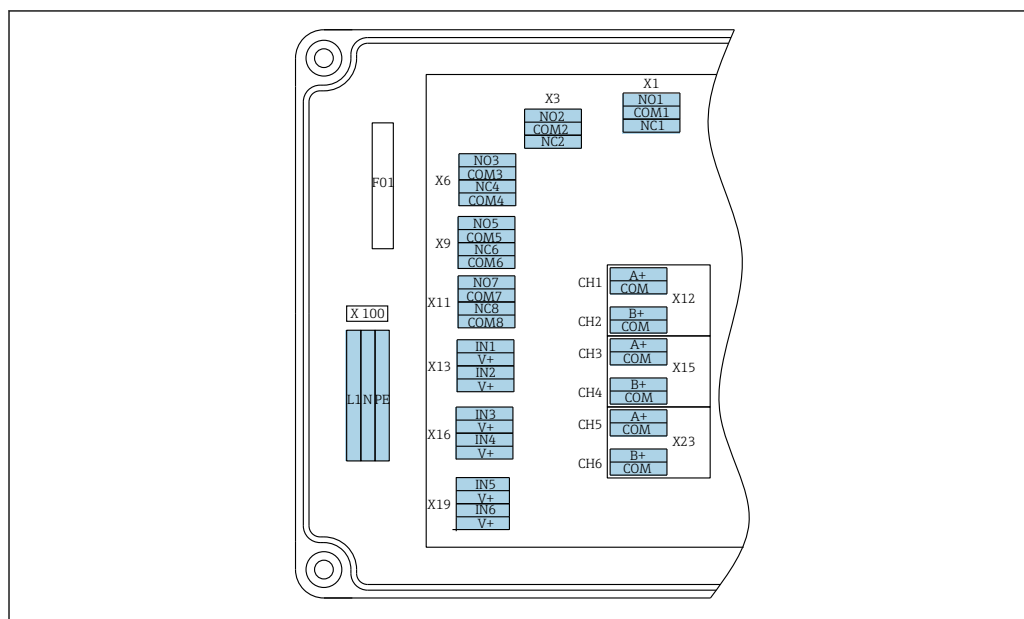 X1
NO1
COM1
NC1
X3
NO2
COM2
NC2
F01
X6
NO3
COM3
NC4
COM4
X9
NO5
COM5
NC6
COM6
X11
NO7
COM7
NC8
COM8
X 100
L1 N PE
X13
IN1
V+
IN2
V+
X16
IN3
V+
IN4
V+
X19
IN5
V+
IN6
V+
CH1
A+
COM
X12
CH2
B+
COM
CH3
A+
COM
X15
CH4
B+
COM
CH5
A+
COM
X23
CH6
B+
COM